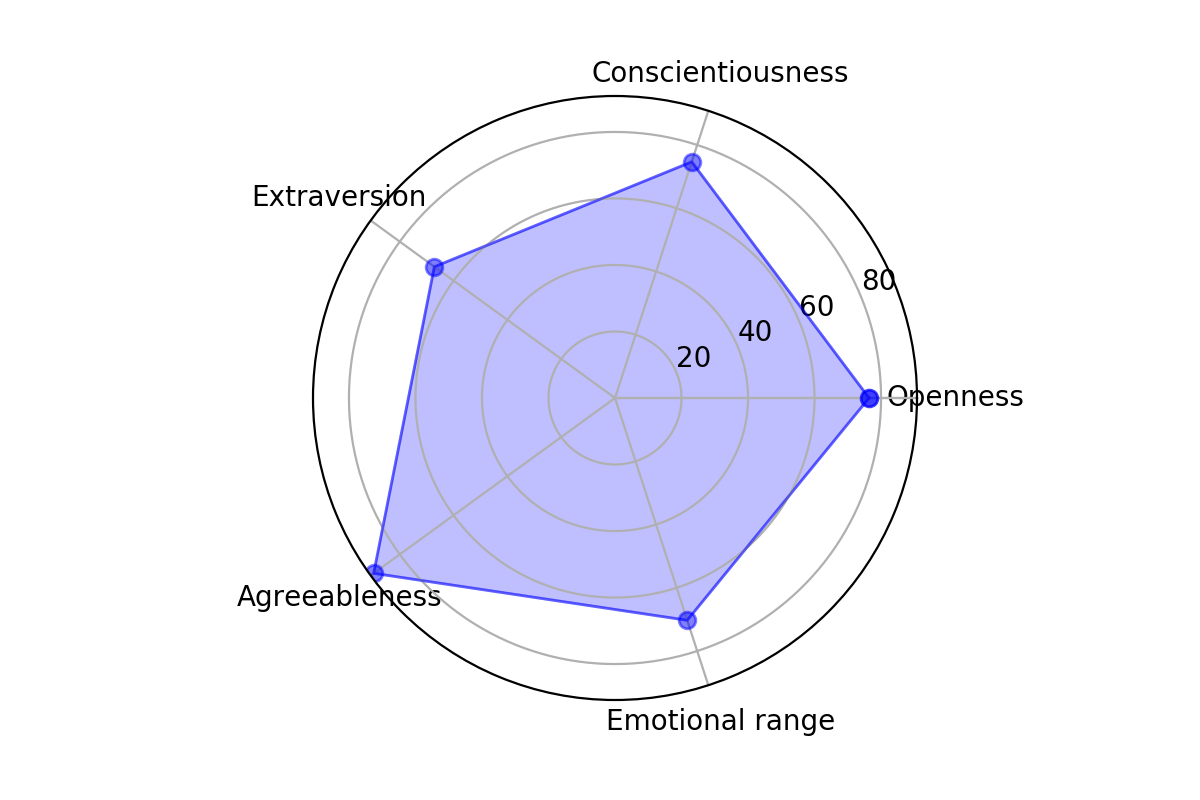 Conscientiousness
Extraversion
80
60
40
20
Openness
Agreeableness
Emotional range